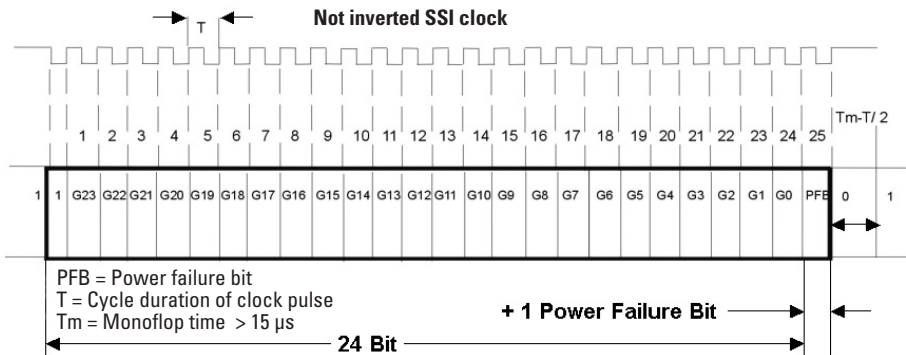 Not inverted SSI clock
T
1 2 3 4 5 6 7 8 9 10 11 12 13 14 15 16 17 18 19 20 21 22 23 24 25
Tm-T/ 2
1 1 G23 G22 G21 G20 G19 G18 G17 G16 G15 G14 G13 G12 G11 G10 G9 G8 G7 G6 G5 G4 G3 G2 G1 G0 PFB 0 1
PFB = Power failure bit
T = Cycle duration of clock pulse
Tm = Monoflop time > 15 µs
+ 1 Power Failure Bit
24 Bit